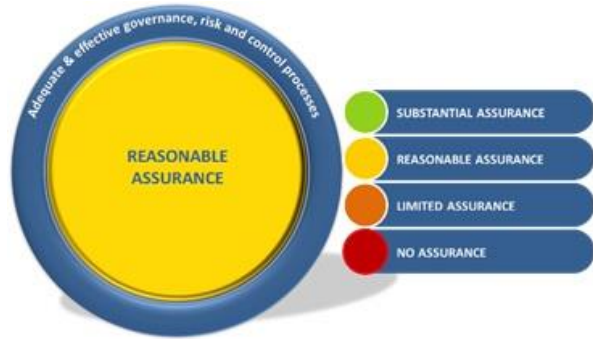 Adequate & effective governance, risk and control processes
REASONABLE
ASSURANCE
SUBSTANTIAL ASSURANCE
REASONABLE ASSURANCE
LIMITED ASSURANCE
NO ASSURANCE